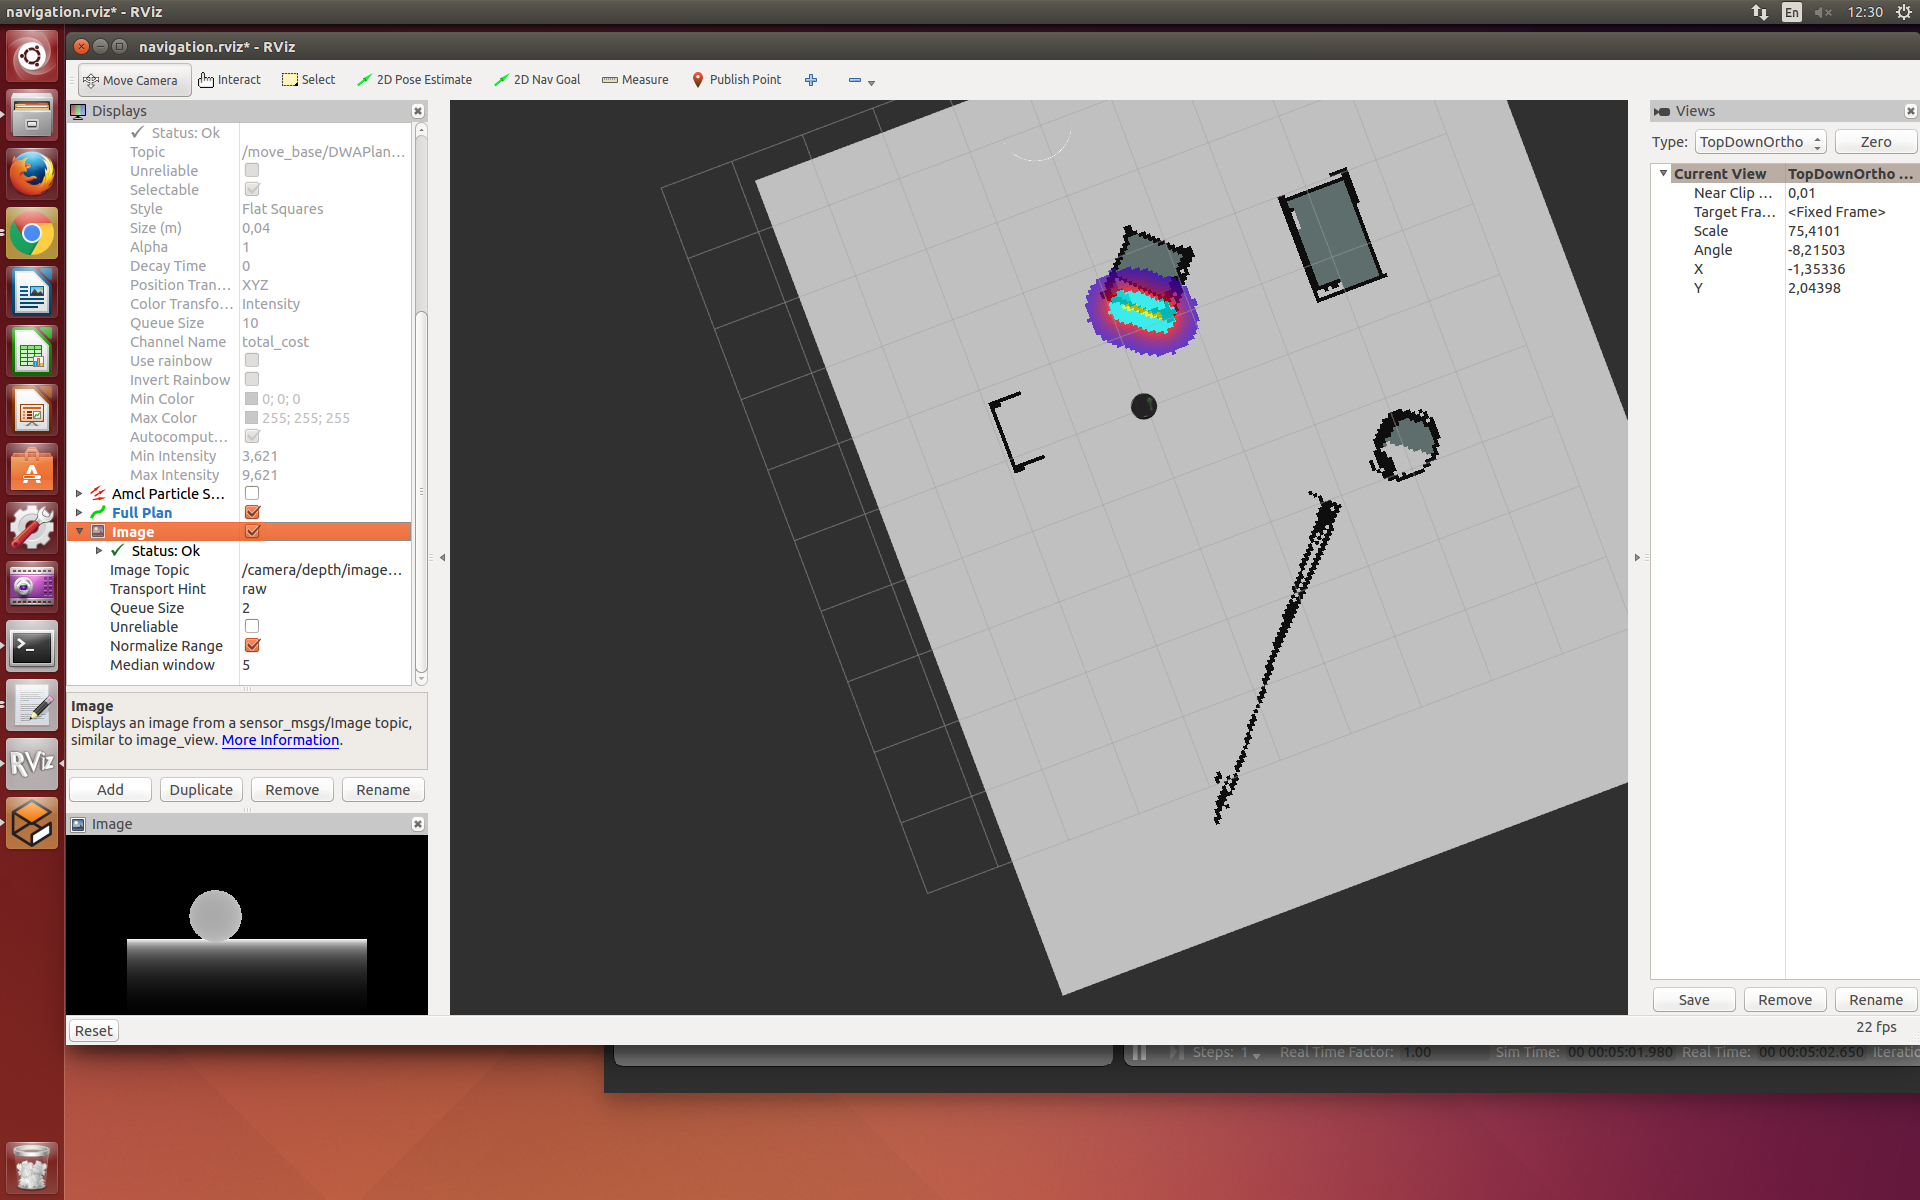 navigation.rviz* - RViz
En
12:30
navigation.rviz* - RViz
Move Camera
Interact
Select
2D Pose Estimate
2D Nav Goal
Measure
Publish Point
Displays
Status: Ok
Topic /move_base/DWAPlan...
Unreliable
Selectable
Style Flat Squares
Size (m) 0,04
Alpha 1
Decay Time 0
Position Tran... XYZ
Color Transfo... Intensity
Queue Size 10
Channel Name total_cost
Use rainbow
Invert Rainbow
Min Color 0; 0; 0
Max Color 255; 255; 255
Autocomput...
Min Intensity 3,621
Max Intensity 9,621
Amcl Particle S...
Full Plan
Image
Status: Ok
Image Topic /camera/depth/image...
Transport Hint raw
Queue Size 2
Unreliable
Normalize Range
Median window 5
Image
Displays an image from a sensor_msgs/Image topic,
similar to image_view. More Information.
Add Duplicate Remove Rename
Image
Reset
Views
Type: TopDownOrtho Zero
Current View TopDownOrtho ...
Near Clip ... 0,01
Target Fra... <Fixed Frame>
Scale 75,4101
Angle -8,21503
X -1,35336
Y 2,04398
Save Remove Rename
22 fps
Steps: 1 Real Time Factor: 1.00 Sim Time: 00 00:05:01.980 Real Time: 00 00:05:02.650 Iteratio
RViz